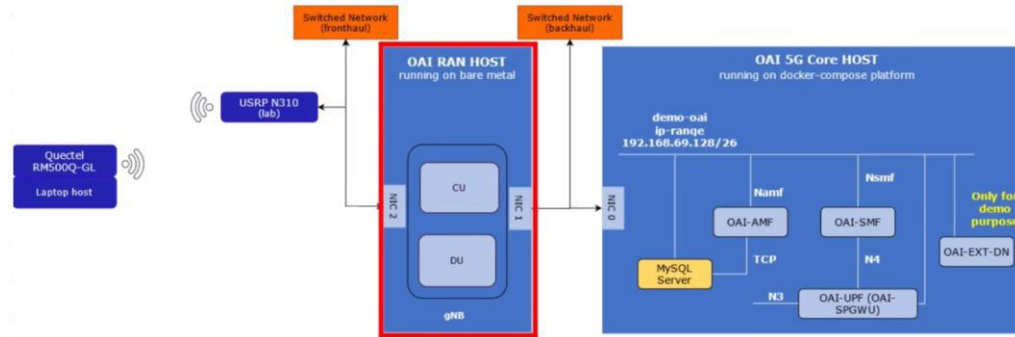 Switched Network
(fronthaul)
Switched Network
(backhaul)
OAI RAN HOST
running on bare metal
OAI 5G Core HOST
running on docker-compose platform
USRP N310
(lab)
Quectel
RM500Q-GL
Laptop host
demo-oai
ip-range
192.168.69.128/26
CU
DU
NIC 2
NIC 1
gNB
NIC 0
Namf
Nsmf
Only for
demo
purpose
OAI-AMF
OAI-SMF
OAI-EXT-DN
TCP
N4
MySQL
Server
N3
OAI-UPF (OAI-
SPGWU)